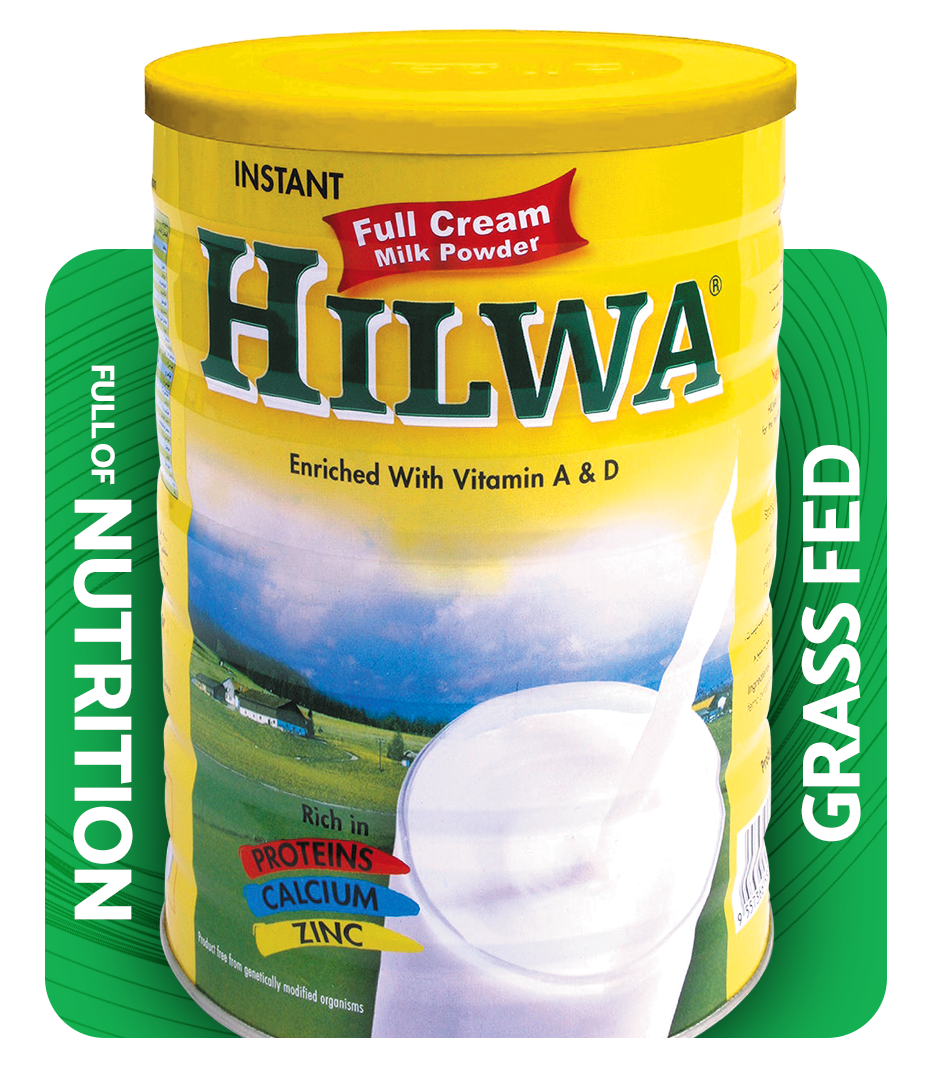 INSTANT
Full Cream
Milk Powder
HILWA®
Enriched With Vitamin A & D
Rich in
PROTEINS
CALCIUM
ZINC
Product free from genetically modified organisms
FULL OF NUTRITION
GRASS FED